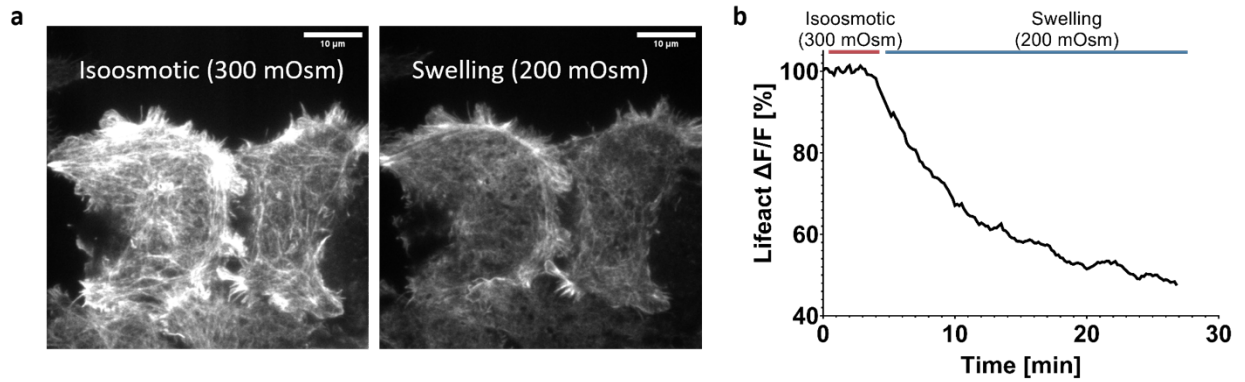 a
Isoosmotic (300 mOsm)
10 µm
Swelling (200 mOsm)
10 µm
b
Isoosmotic
(300 mOsm)
Swelling
(200 mOsm)
Lifeact ΔF/F [%]
100
80
60
40
0
10
20
30
Time [min]